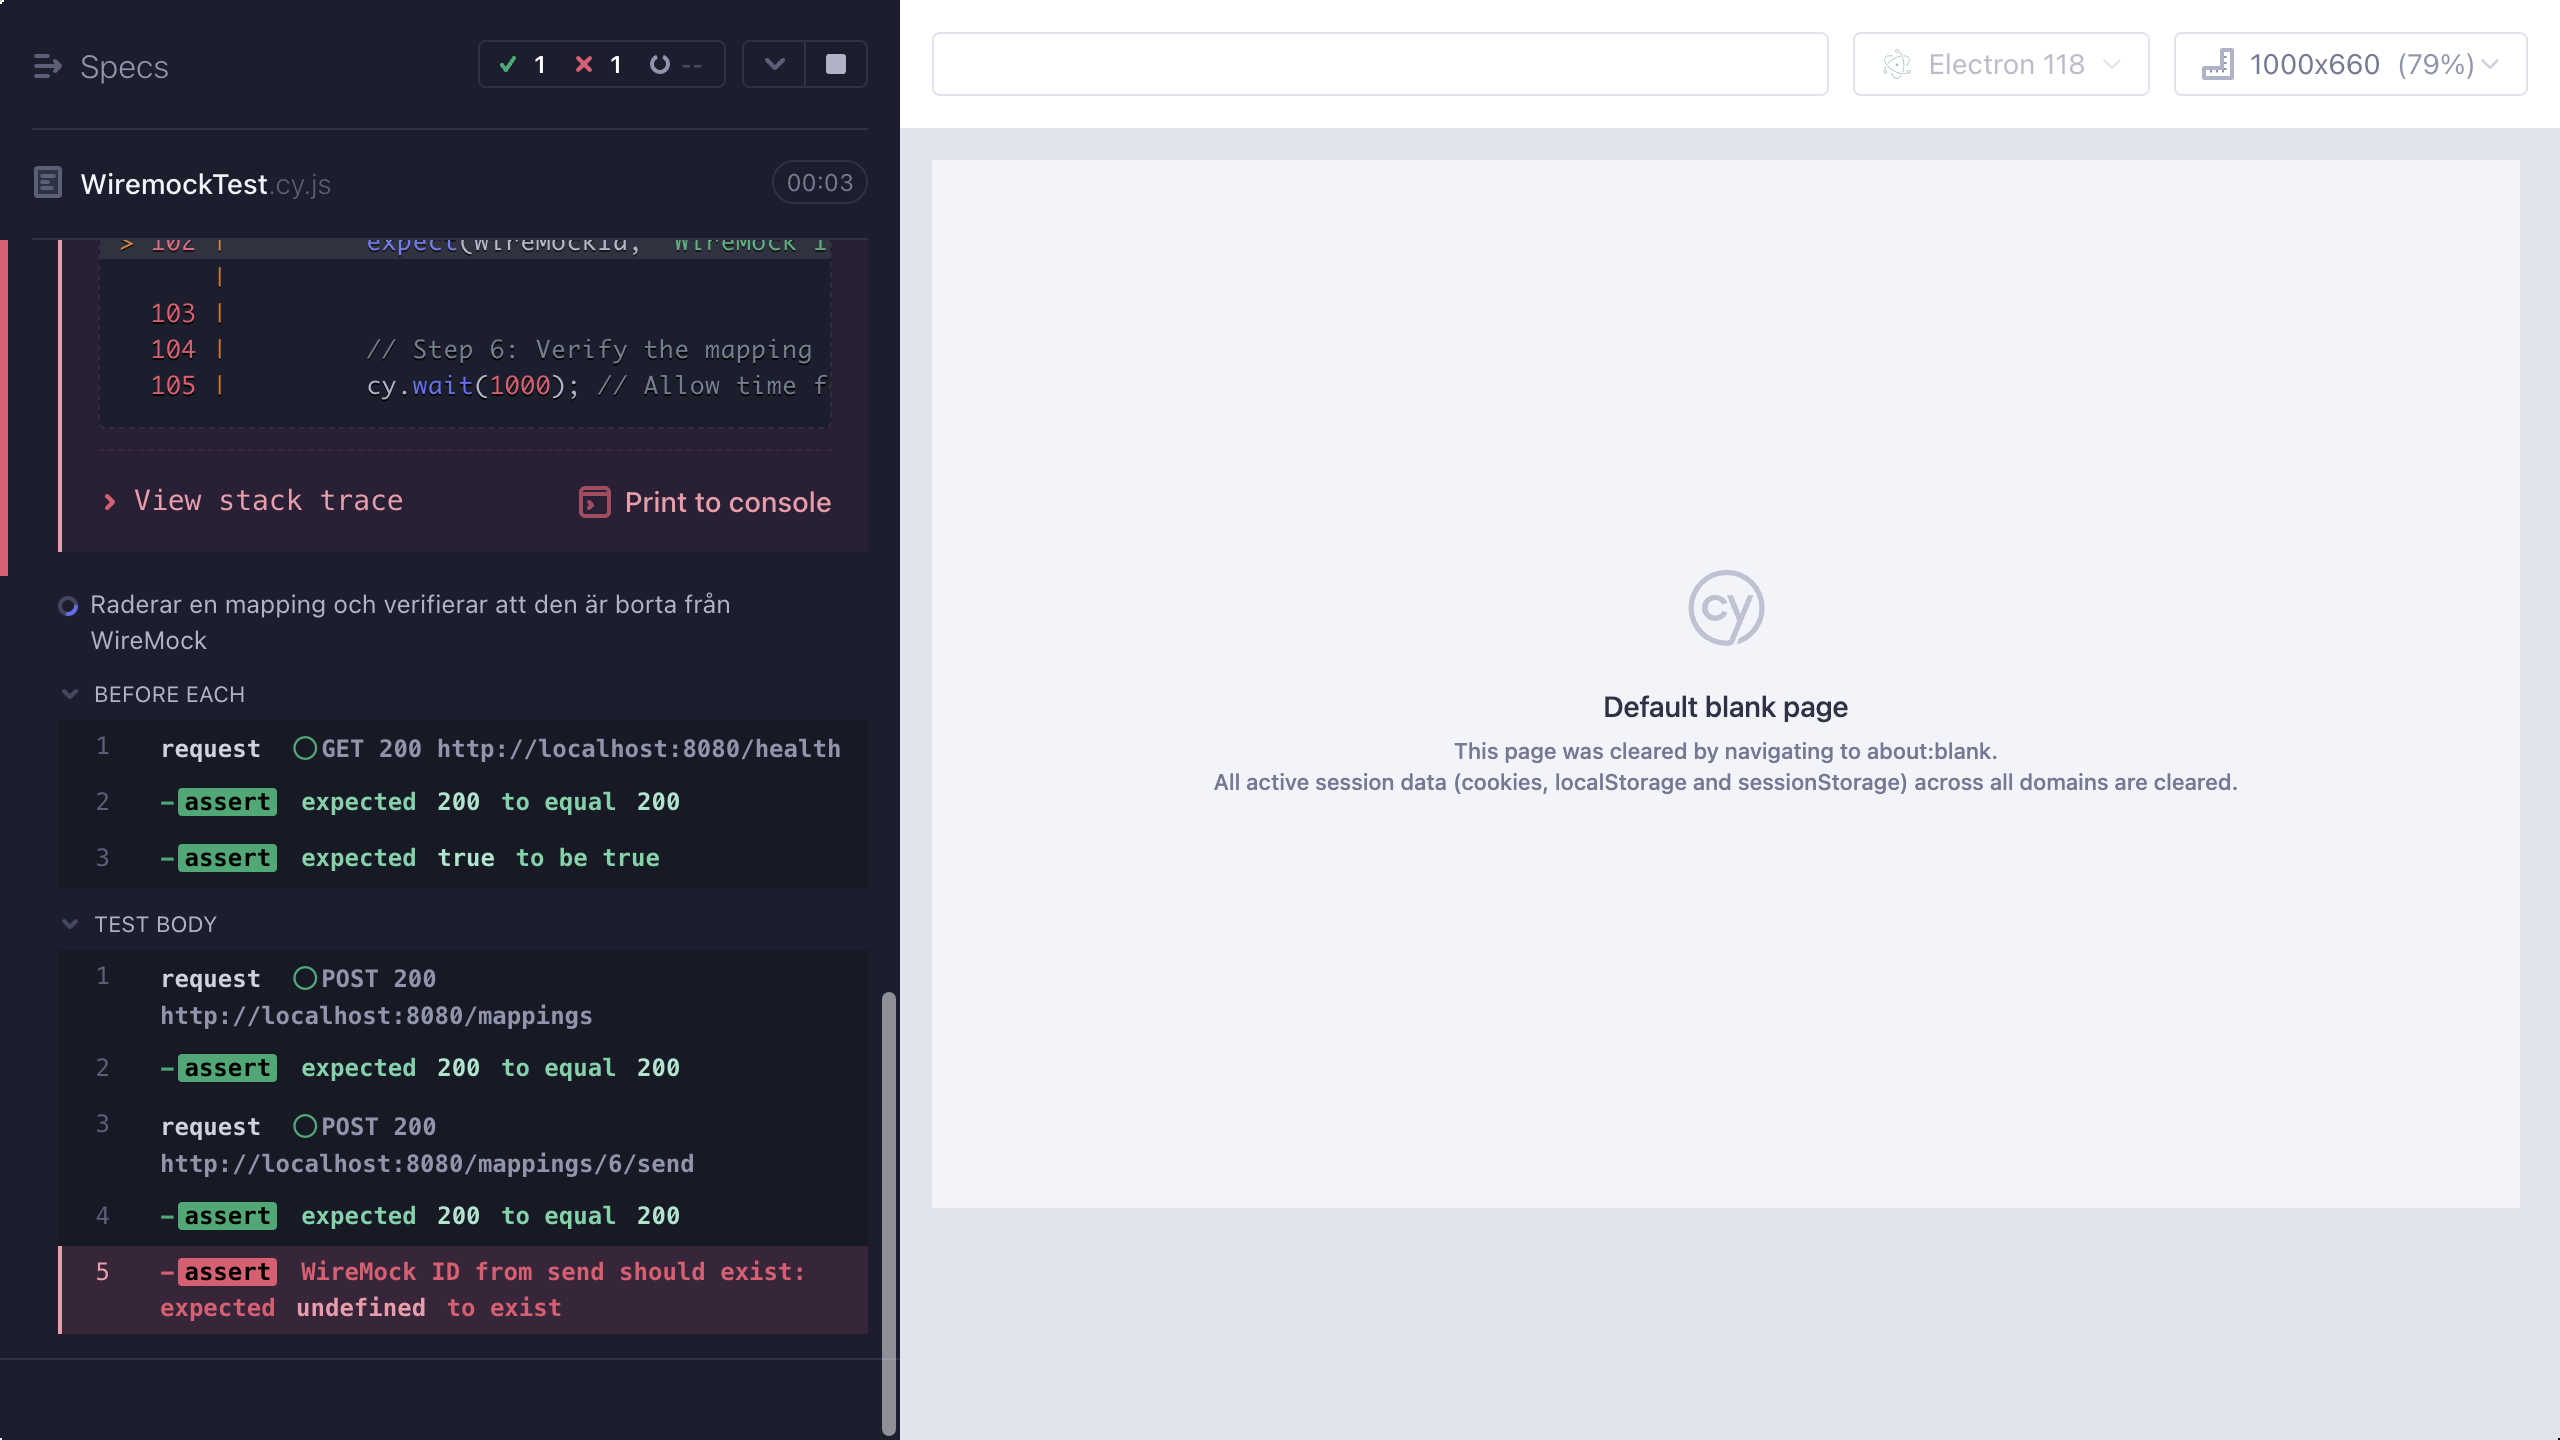 Specs
1
1
--
WiremockTest.cy.js
00:03
> 102 | expect(wireMockId, "WireMock I
|
103 |
104 | // Step 6: Verify the mapping
105 | cy.wait(1000); // Allow time f
View stack trace
Print to console
Raderar en mapping och verifierar att den är borta från
WireMock
BEFORE EACH
1 request GET 200 http://localhost:8080/health
2 -assert expected 200 to equal 200
3 -assert expected true to be true
TEST BODY
1 request POST 200
http://localhost:8080/mappings
2 -assert expected 200 to equal 200
3 request POST 200
http://localhost:8080/mappings/6/send
4 -assert expected 200 to equal 200
5 -assert WireMock ID from send should exist:
expected undefined to exist
Electron 118
1000x660 (79%)
cy
Default blank page
This page was cleared by navigating to about:blank.
All active session data (cookies, localStorage and sessionStorage) across all domains are cleared.